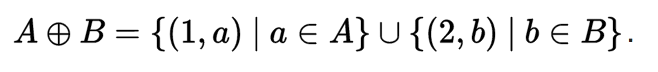 A ⊕ B = {(1, a) | a ∈ A} ∪ {(2, b) | b ∈ B}.